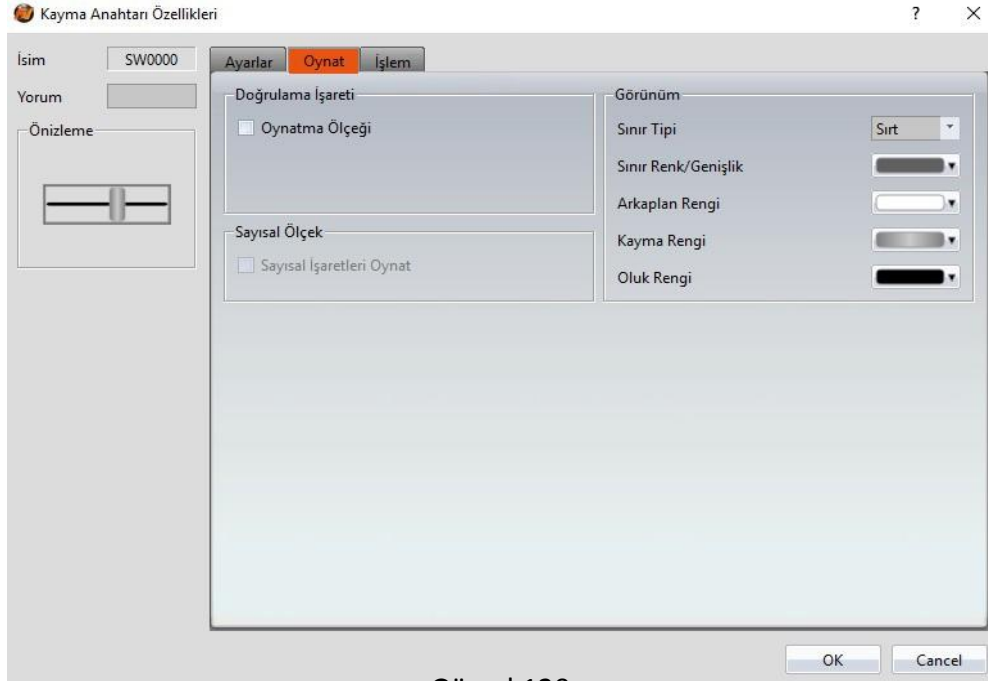 Kayma Anahtarı Özellikleri ? ×
İsim SW0000
Yorum
Önizleme
Ayarlar Oynat İşlem
Doğrulama İşareti
Oynatma Ölçeği
Sayısal Ölçek
Sayısal İşaretleri Oynat
Görünüm
Sınır Tipi Sırt
Sınır Renk/Genişlik
Arkaplan Rengi
Kayma Rengi
Oluk Rengi
OK Cancel